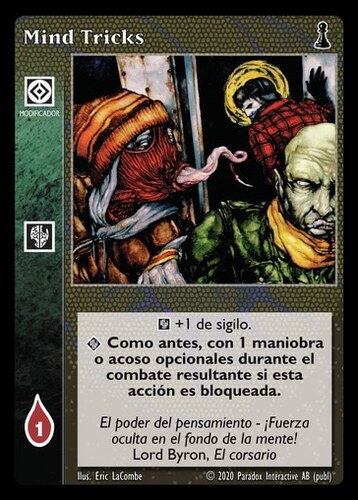 Mind Tricks
MODIFICADOR
+1 de sigilo.
Como antes, con 1 maniobra
o acoso opcionales durante el
combate resultante si esta
acción es bloqueada.
El poder del pensamiento - ¡Fuerza
oculta en el fondo de la mente!
Lord Byron, El corsario
1
Ilus. Eric LaCombe
© 2020 Paradox Interactive AB (publ)